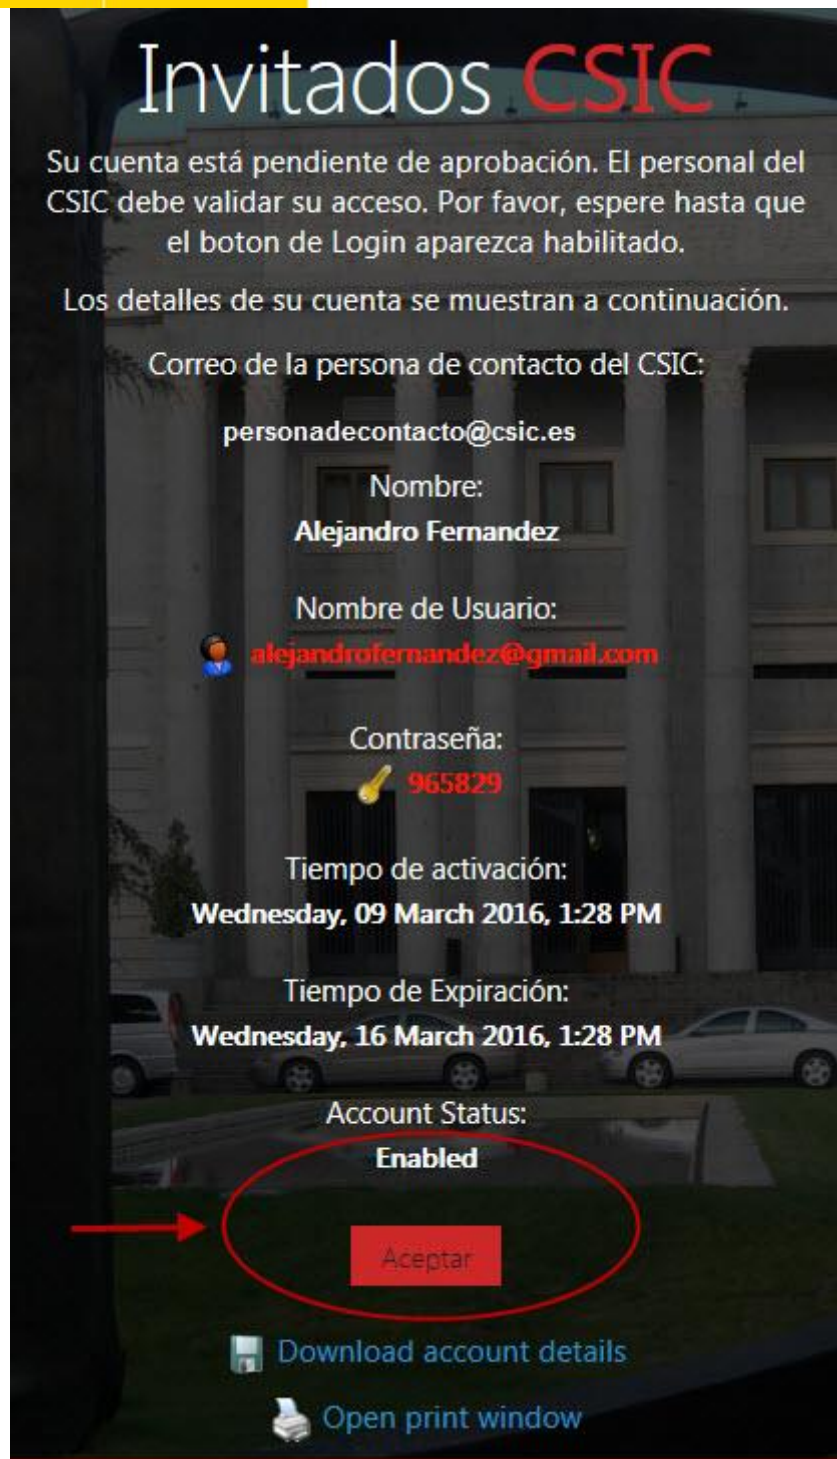 Invitados CSIC
Su cuenta está pendiente de aprobación. El personal del
CSIC debe validar su acceso. Por favor, espere hasta que
el boton de Login aparezca habilitado.
Los detalles de su cuenta se muestran a continuación.
Correo de la persona de contacto del CSIC:
personadecontacto@csic.es
Nombre:
Alejandro Fernandez
Nombre de Usuario:
alejandrofernandez@gmail.com
Contraseña:
965829
Tiempo de activación:
Wednesday, 09 March 2016, 1:28 PM
Tiempo de Expiración:
Wednesday, 16 March 2016, 1:28 PM
Account Status:
Enabled
Aceptar
Download account details
Open print window